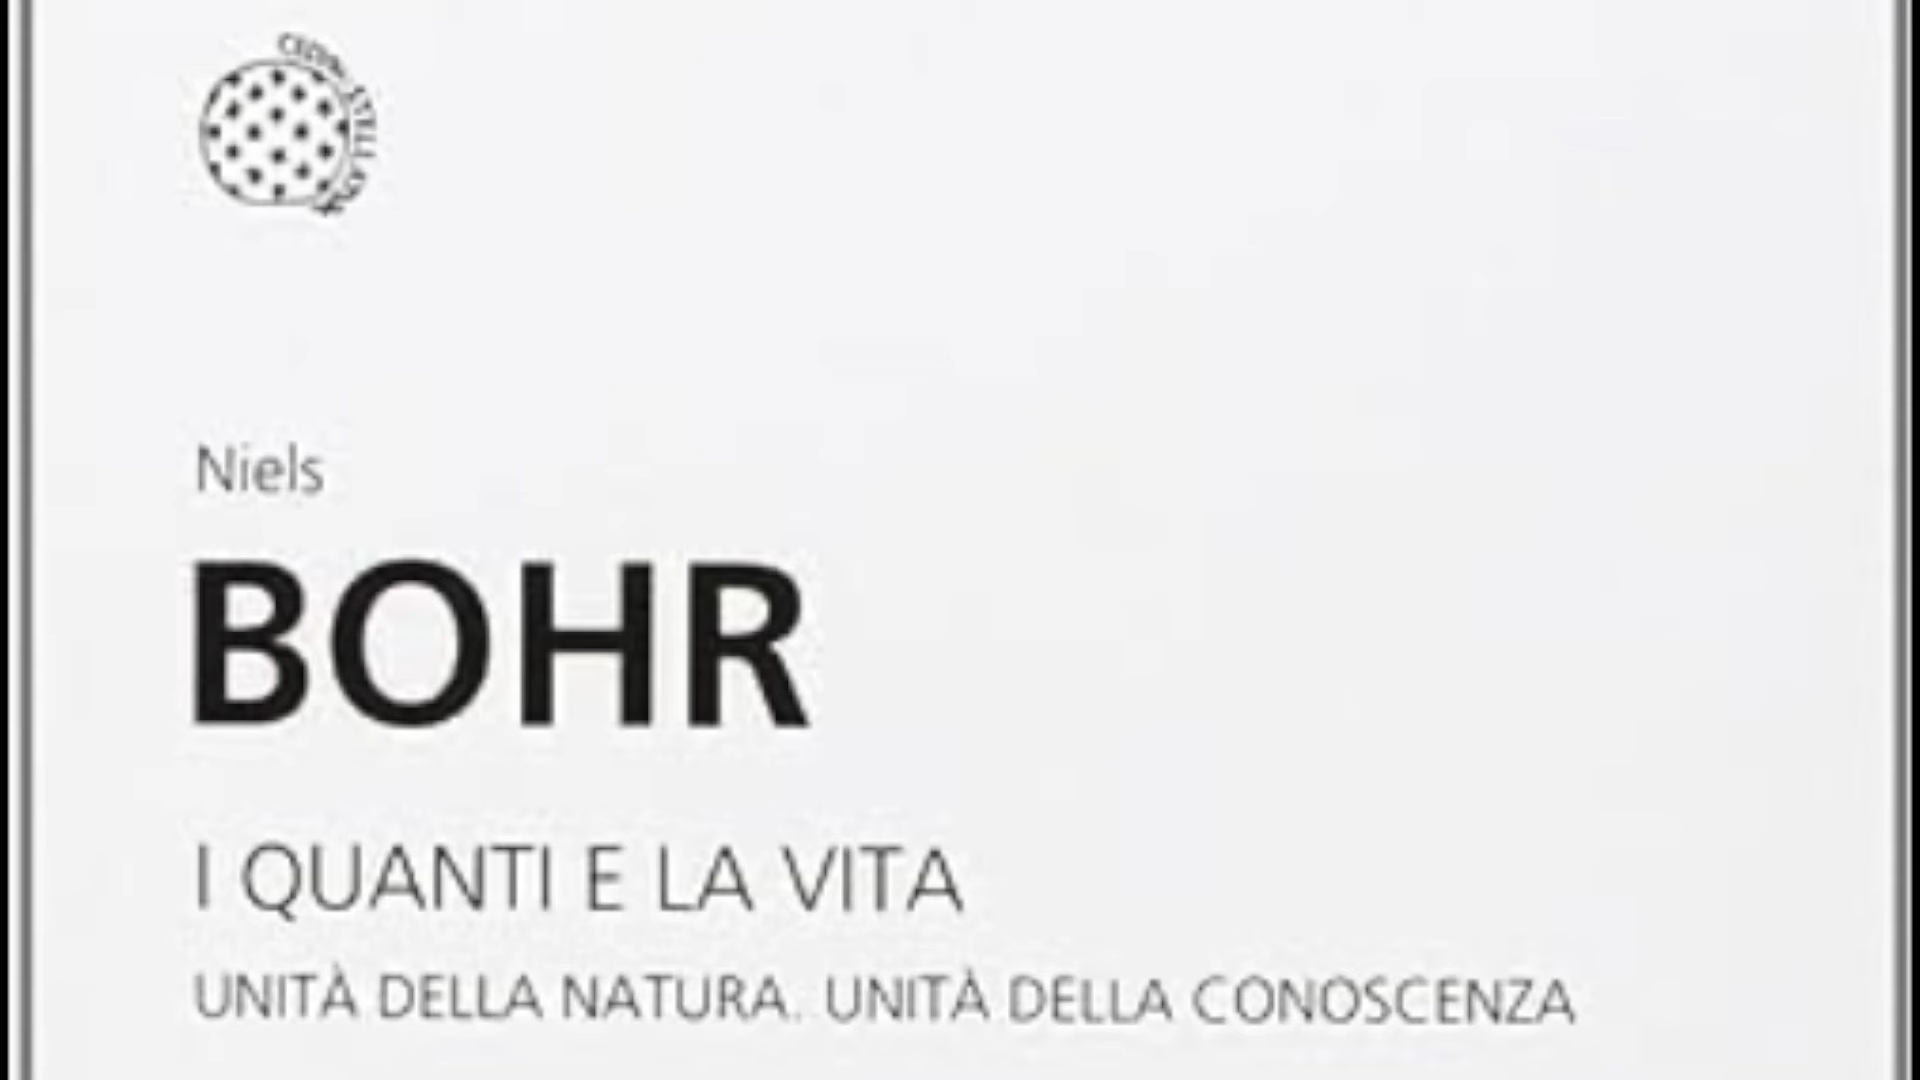 Niels
BOHR
I QUANTI E LA VITA
UNITÀ DELLA NATURA. UNITÀ DELLA CONOSCENZA